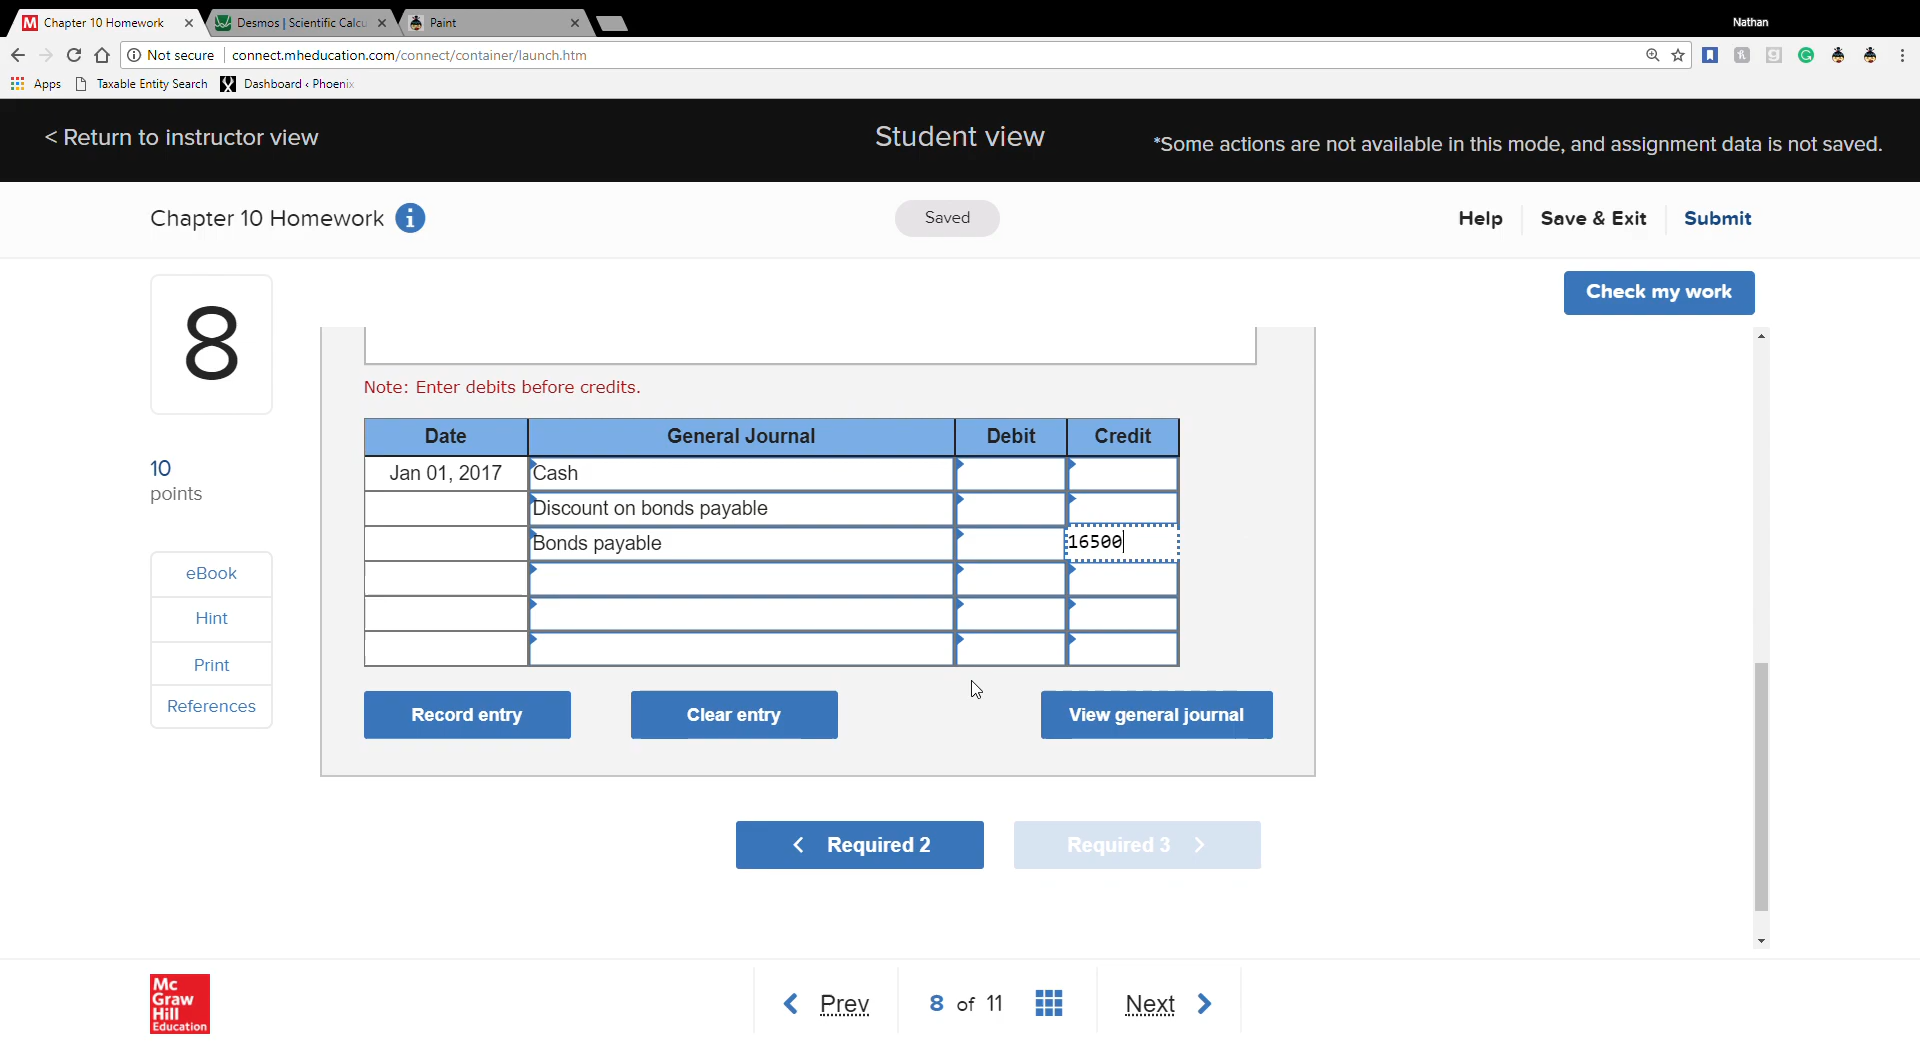 Chapter 10 Homework
Desmos | Scientific Calcu
Paint
Nathan
Not secure
connect.mheducation.com/connect/container/launch.htm
Apps
Taxable Entity Search
Dashboard ‹ Phoenix
< Return to instructor view
Student view
*Some actions are not available in this mode, and assignment data is not saved.
Chapter 10 Homework
Saved
Help
Save & Exit
Submit
Check my work
8
10
points
eBook
Hint
Print
References
Note: Enter debits before credits.
Date General Journal Debit Credit
Jan 01, 2017 Cash
Discount on bonds payable
Bonds payable 16500
Record entry
Clear entry
View general journal
< Required 2
Required 3 >
Mc
Graw
Hill
Education
Prev
8 of 11
Next